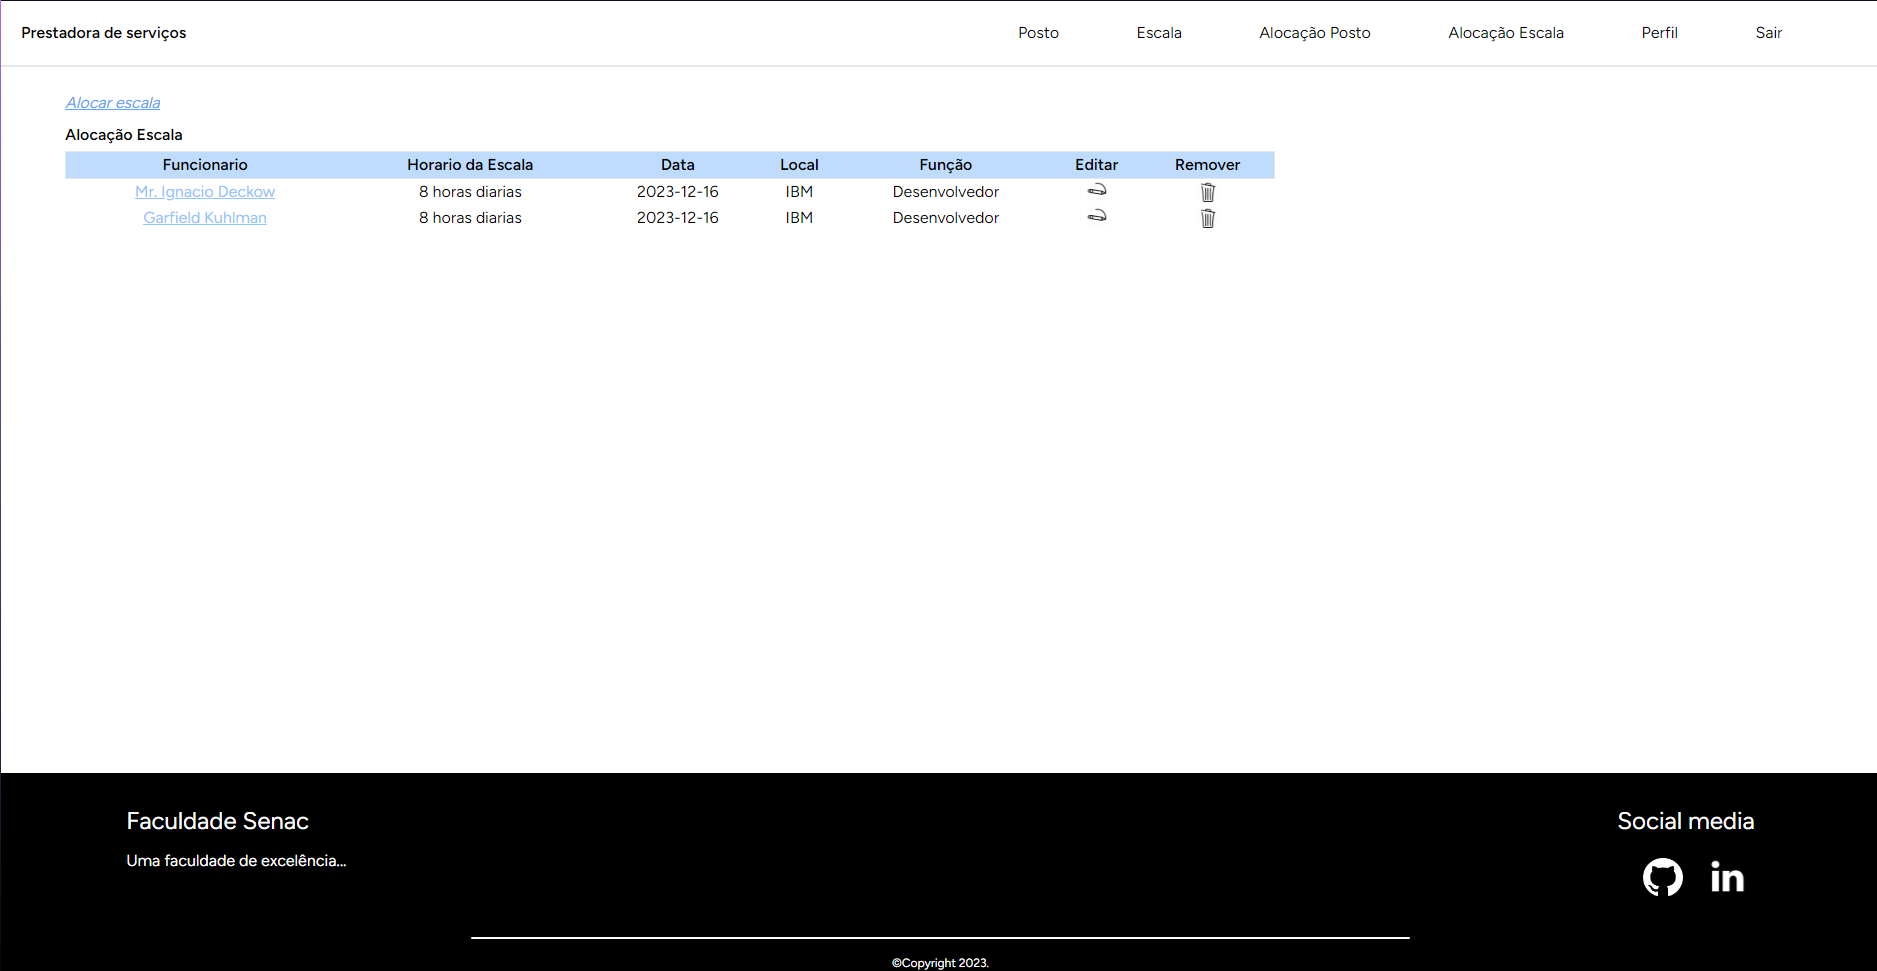 Prestadora de serviços Posto Escala Alocação Posto Alocação Escala Perfil Sair
Alocar escala
Alocação Escala
Funcionario Horario da Escala Data Local Função Editar Remover
Mr. Ignacio Deckow 8 horas diarias 2023-12-16 IBM Desenvolvedor
Garfield Kuhlman 8 horas diarias 2023-12-16 IBM Desenvolvedor
Faculdade Senac Social media
Uma faculdade de excelência...
in
©Copyright 2023.